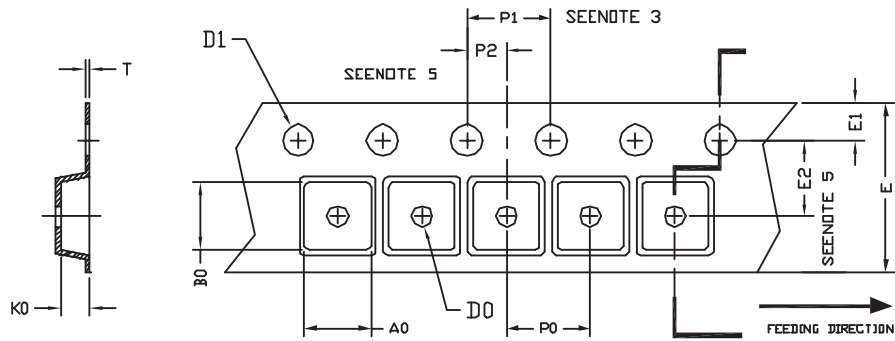 P1
SEENOTE 3
D1
P2
T
SEENOTE 5
E1
E2
E
SEENOTE 5
B0
K0
A0
D0
P0
FEEDING DIRECTION